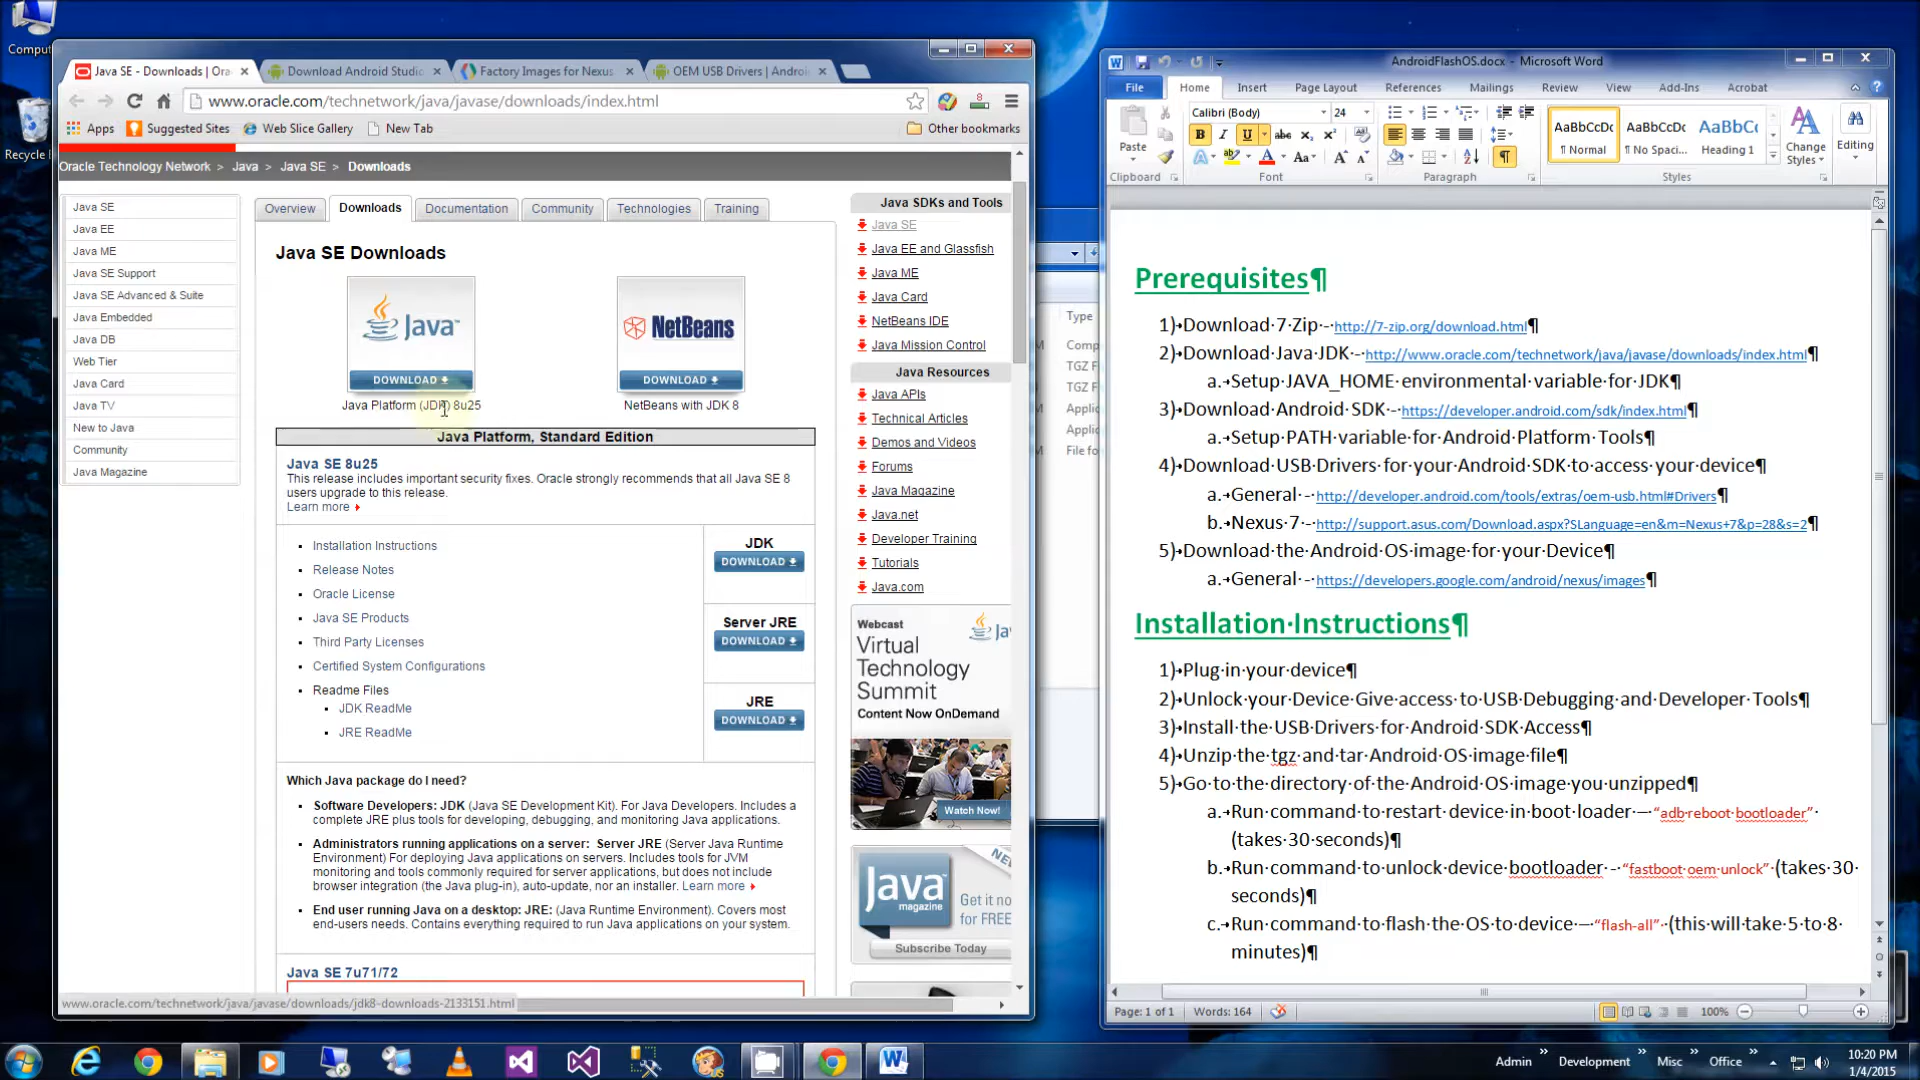 Comput
Recycle
Java SE - Downloads | Ora
Download Android Studio
Factory Images for Nexus
OEM USB Drivers | Androi
www.oracle.com/technetwork/java/javase/downloads/index.html
Apps
Suggested Sites
Web Slice Gallery
New Tab
Other bookmarks
Oracle Technology Network > Java > Java SE > Downloads
Java SE
Java EE
Java ME
Java SE Support
Java SE Advanced & Suite
Java Embedded
Java DB
Web Tier
Java Card
Java TV
New to Java
Community
Java Magazine
Overview
Downloads
Documentation
Community
Technologies
Training
Java SE Downloads
Java
DOWNLOAD
Java Platform (JDK) 8u25
NetBeans
DOWNLOAD
NetBeans with JDK 8
Java Platform, Standard Edition
Java SE 8u25
This release includes important security fixes. Oracle strongly recommends that all Java SE 8
users upgrade to this release.
Learn more
Installation Instructions
Release Notes
Oracle License
Java SE Products
Third Party Licenses
Certified System Configurations
Readme Files
JDK ReadMe
JRE ReadMe
JDK
DOWNLOAD
Server JRE
DOWNLOAD
JRE
DOWNLOAD
Which Java package do I need?
Software Developers: JDK (Java SE Development Kit). For Java Developers. Includes a
complete JRE plus tools for developing, debugging, and monitoring Java applications.
Administrators running applications on a server: Server JRE (Server Java Runtime
Environment) For deploying Java applications on servers. Includes tools for JVM
monitoring and tools commonly required for server applications, but does not include
browser integration (the Java plug-in), auto-update, nor an installer. Learn more
End user running Java on a desktop: JRE: (Java Runtime Environment). Covers most
end-users needs. Contains everything required to run Java applications on your system.
Java SE 7u71/72
www.oracle.com/technetwork/java/javase/downloads/jdk8-downloads-2133151.html
Java SDKs and Tools
Java SE
Java EE and Glassfish
Java ME
Java Card
NetBeans IDE
Java Mission Control
Java Resources
Java APIs
Technical Articles
Demos and Videos
Forums
Java Magazine
Java.net
Developer Training
Tutorials
Java.com
Webcast
Virtual
Technology
Summit
Content Now OnDemand
Watch Now!
Java
magazine
NEW
Get it no
for FREE
Subscribe Today
Type
Comp
TGZ F
TGZ F
Applic
Applic
File fo
AndroidFlashOS.docx - Microsoft Word
File
Home
Insert
Page Layout
References
Mailings
Review
View
Add-Ins
Acrobat
Paste
Clipboard
Calibri (Body)
24
Font
Paragraph
AaBbCcDc
¶ Normal
AaBbCcDc
¶ No Spaci...
AaBbCc
Heading 1
Styles
Change
Styles
Editing
Prerequisites¶
1) Download·7·Zip·-·http://7-zip.org/download.html¶
2) Download·Java·JDK·-·http://www.oracle.com/technetwork/java/javase/downloads/index.html¶
a. Setup·JAVA_HOME·environmental·variable·for·JDK¶
3) Download·Android·SDK·-·https://developer.android.com/sdk/index.html¶
a. Setup·PATH·variable·for·Android·Platform·Tools¶
4) Download·USB·Drivers·for·your·Android·SDK·to·access·your·device¶
a. General·-·http://developer.android.com/tools/extras/oem-usb.html#Drivers¶
b. Nexus·7·-·http://support.asus.com/Download.aspx?SLanguage=en&m=Nexus+7&p=28&s=2¶
5) Download·the·Android·OS·image·for·your·Device¶
a. General·-·https://developers.google.com/android/nexus/images¶
Installation·Instructions¶
1) Plug·in·your·device¶
2) Unlock·your·Device·Give·access·to·USB·Debugging·and·Developer·Tools¶
3) Install·the·USB·Drivers·for·Android·SDK·Access¶
4) Unzip·the·tgz·and·tar·Android·OS·image·file¶
5) Go·to·the·directory·of·the·Android·OS·image·you·unzipped¶
a. Run·command·to·restart·device·in·boot·loader·–·“adb·reboot·bootloader”·
(takes·30·seconds)¶
b. Run·command·to·unlock·device·bootloader·-·“fastboot·oem·unlock”·(takes·30·
seconds)¶
c. Run·command·to·flash·the·OS·to·device·–·“flash-all”·(this·will·take·5·to·8·
minutes)¶
Page: 1 of 1
Words: 164
100%
Admin
Development
Misc
Office
10:20 PM
1/4/2015